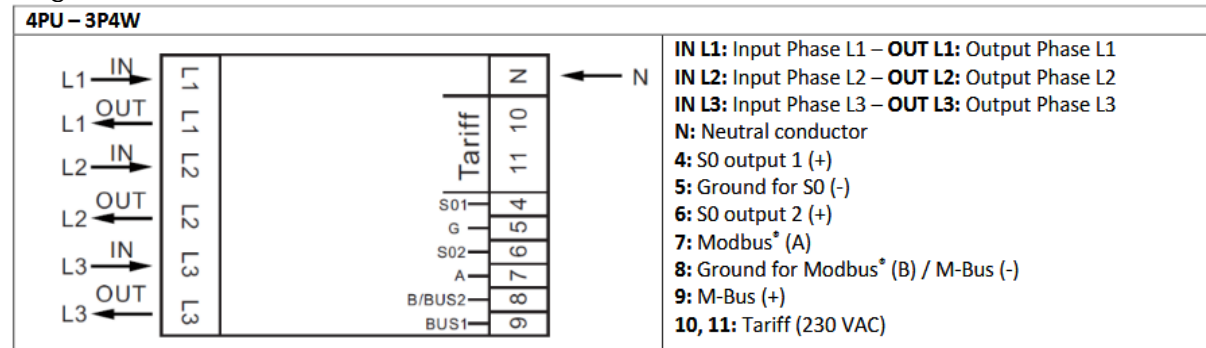 4PU – 3P4W
L1 IN
L1 OUT
L2 IN
L2 OUT
L3 IN
L3 OUT
L1
L1
L2
L2
L3
L3
N
N
Tariff
10
11
S01 4
G 5
S02 6
A 7
B/BUS2 8
BUS1 9
IN L1: Input Phase L1 – OUT L1: Output Phase L1
IN L2: Input Phase L2 – OUT L2: Output Phase L2
IN L3: Input Phase L3 – OUT L3: Output Phase L3
N: Neutral conductor
4: S0 output 1 (+)
5: Ground for S0 (-)
6: S0 output 2 (+)
7: Modbus® (A)
8: Ground for Modbus® (B) / M-Bus (-)
9: M-Bus (+)
10, 11: Tariff (230 VAC)